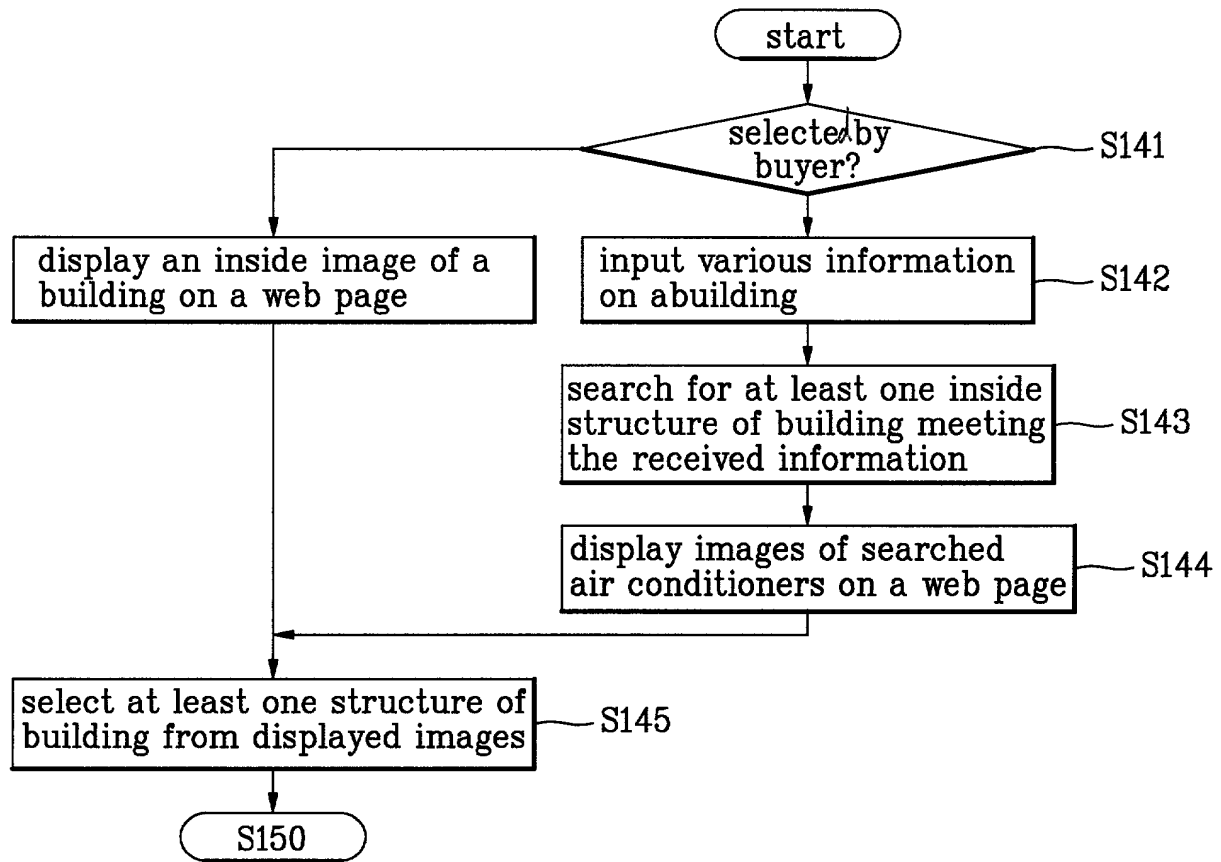 start
selected by
buyer?
S141
display an inside image of a
building on a web page
input various information
on abuilding
S142
search for at least one inside
structure of building meeting
the received information
S143
display images of searched
air conditioners on a web page
S144
select at least one structure of
building from displayed images
S145
S150